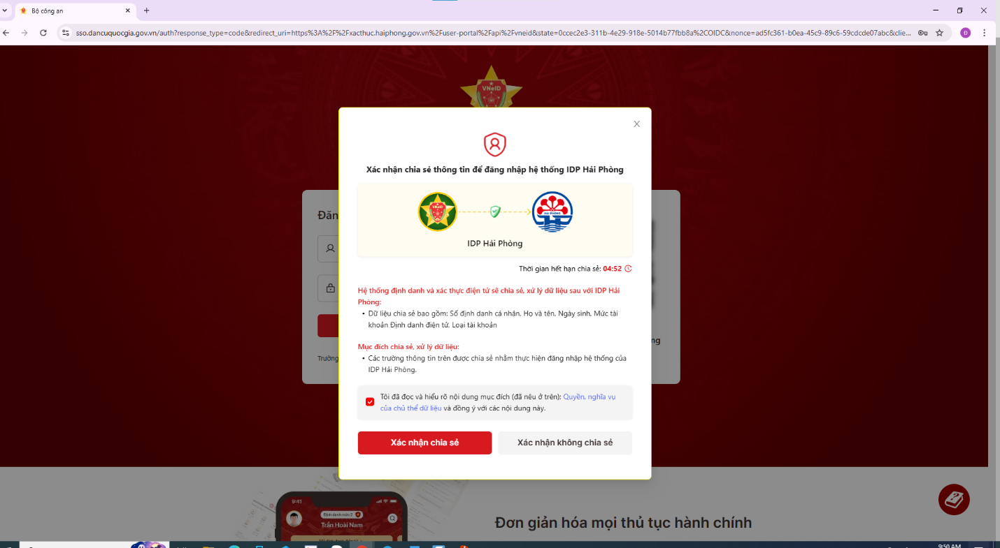 Bộ công an
sso.dancuquocgia.gov.vn/auth?response_type=code&redirect_uri=https%3A%2F%2Fxacthuc.haiphong.gov.vn%2Fuser-portal%2Fapi%2Fvneid&state=0ccec2e3-311b-4e29-918e-5014b77fbb8a%2COIDC&nonce=ad5fc361-b0ea-45c9-89c6-59cdcde07abc&clie...
Đ
VNeID
Xác nhận chia sẻ thông tin để đăng nhập hệ thống IDP Hải Phòng
VNeID
HẢI PHÒNG
IDP Hải Phòng
Thời gian hết hạn chia sẻ: 04:52
Đăn
Hệ thống định danh và xác thực điện tử sẽ chia sẻ, xử lý dữ liệu sau với IDP Hải
Phòng:
• Dữ liệu chia sẻ bao gồm: Số định danh cá nhân, Họ và tên, Ngày sinh, Mức tài
khoản Định danh điện tử, Loại tài khoản
ng
Mục đích chia sẻ, xử lý dữ liệu:
Trường
• Các trường thông tin trên được chia sẻ nhằm thực hiện đăng nhập hệ thống của
IDP Hải Phòng.
Tôi đã đọc và hiểu rõ nội dung mục đích (đã nêu ở trên); Quyền, nghĩa vụ
của chủ thể dữ liệu và đồng ý với các nội dung này.
Xác nhận chia sẻ
Xác nhận không chia sẻ
9:41
Định danh mức 2
Trần Hoài Nam
Đơn giản hóa mọi thủ tục hành chính
9:50 AM